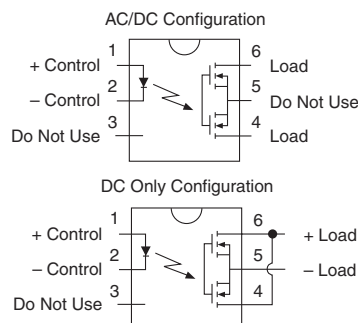 AC/DC Configuration
1
+ Control
2
– Control
3
Do Not Use
6
Load
5
Do Not Use
4
Load
DC Only Configuration
1
+ Control
2
– Control
3
Do Not Use
6
+ Load
5
– Load
4